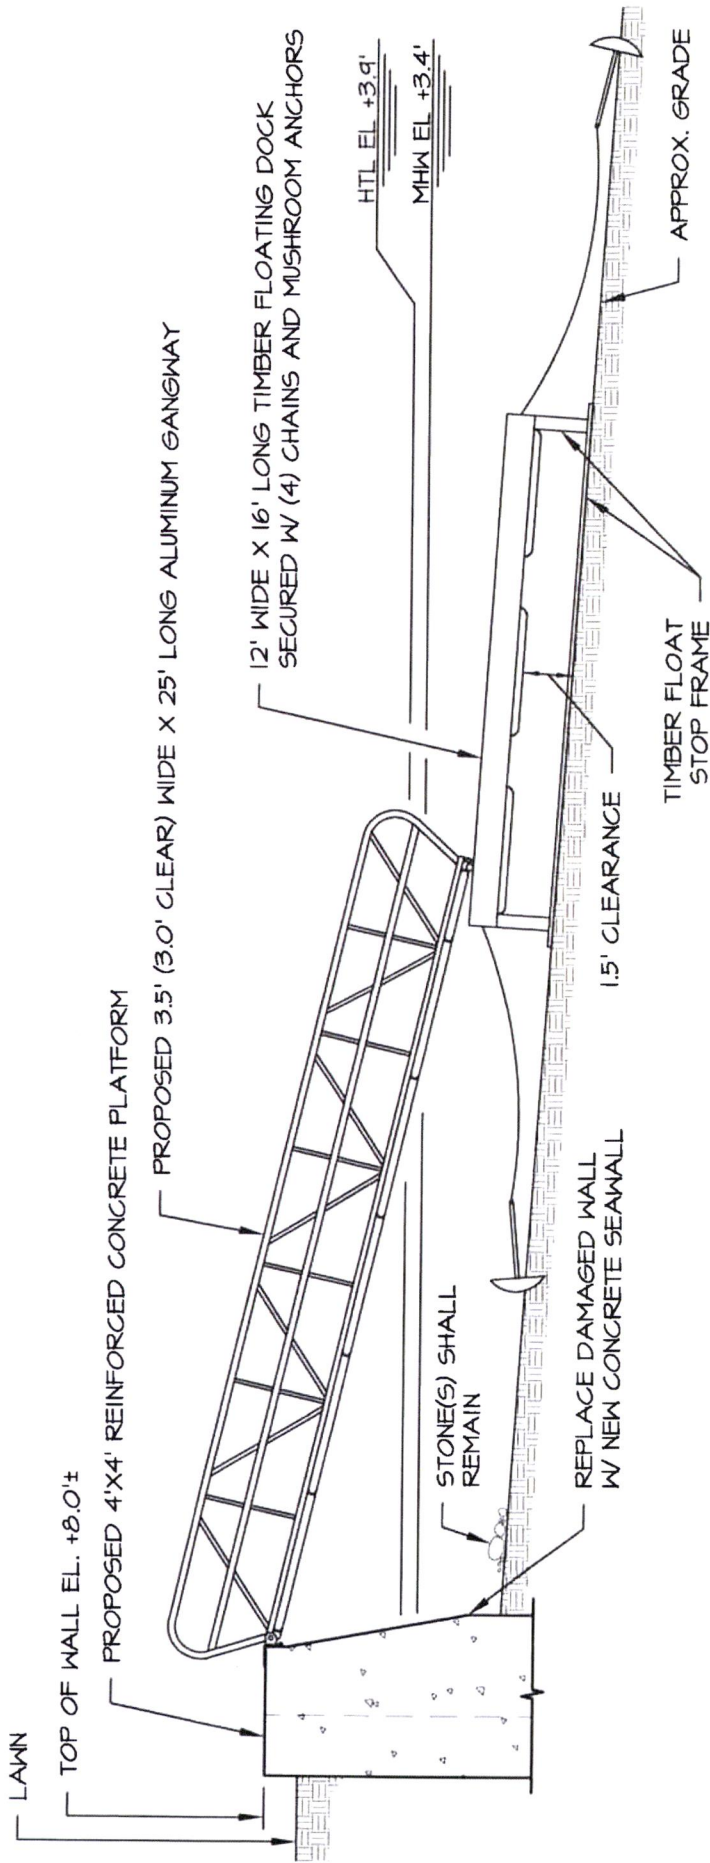 LAWN
TOP OF WALL EL. +8.0'±
PROPOSED 4'X4' REINFORCED CONCRETE PLATFORM
PROPOSED 3.5' (3.0' CLEAR) WIDE X 25' LONG ALUMINUM GANGWAY
12' WIDE X 16' LONG TIMBER FLOATING DOCK
SECURED W/ (4) CHAINS AND MUSHROOM ANCHORS
HTL EL +3.9'
MHW EL +3.4'
STONE(S) SHALL
REMAIN
REPLACE DAMAGED WALL
W/ NEW CONCRETE SEAWALL
1.5' CLEARANCE
TIMBER FLOAT
STOP FRAME
APPROX. GRADE